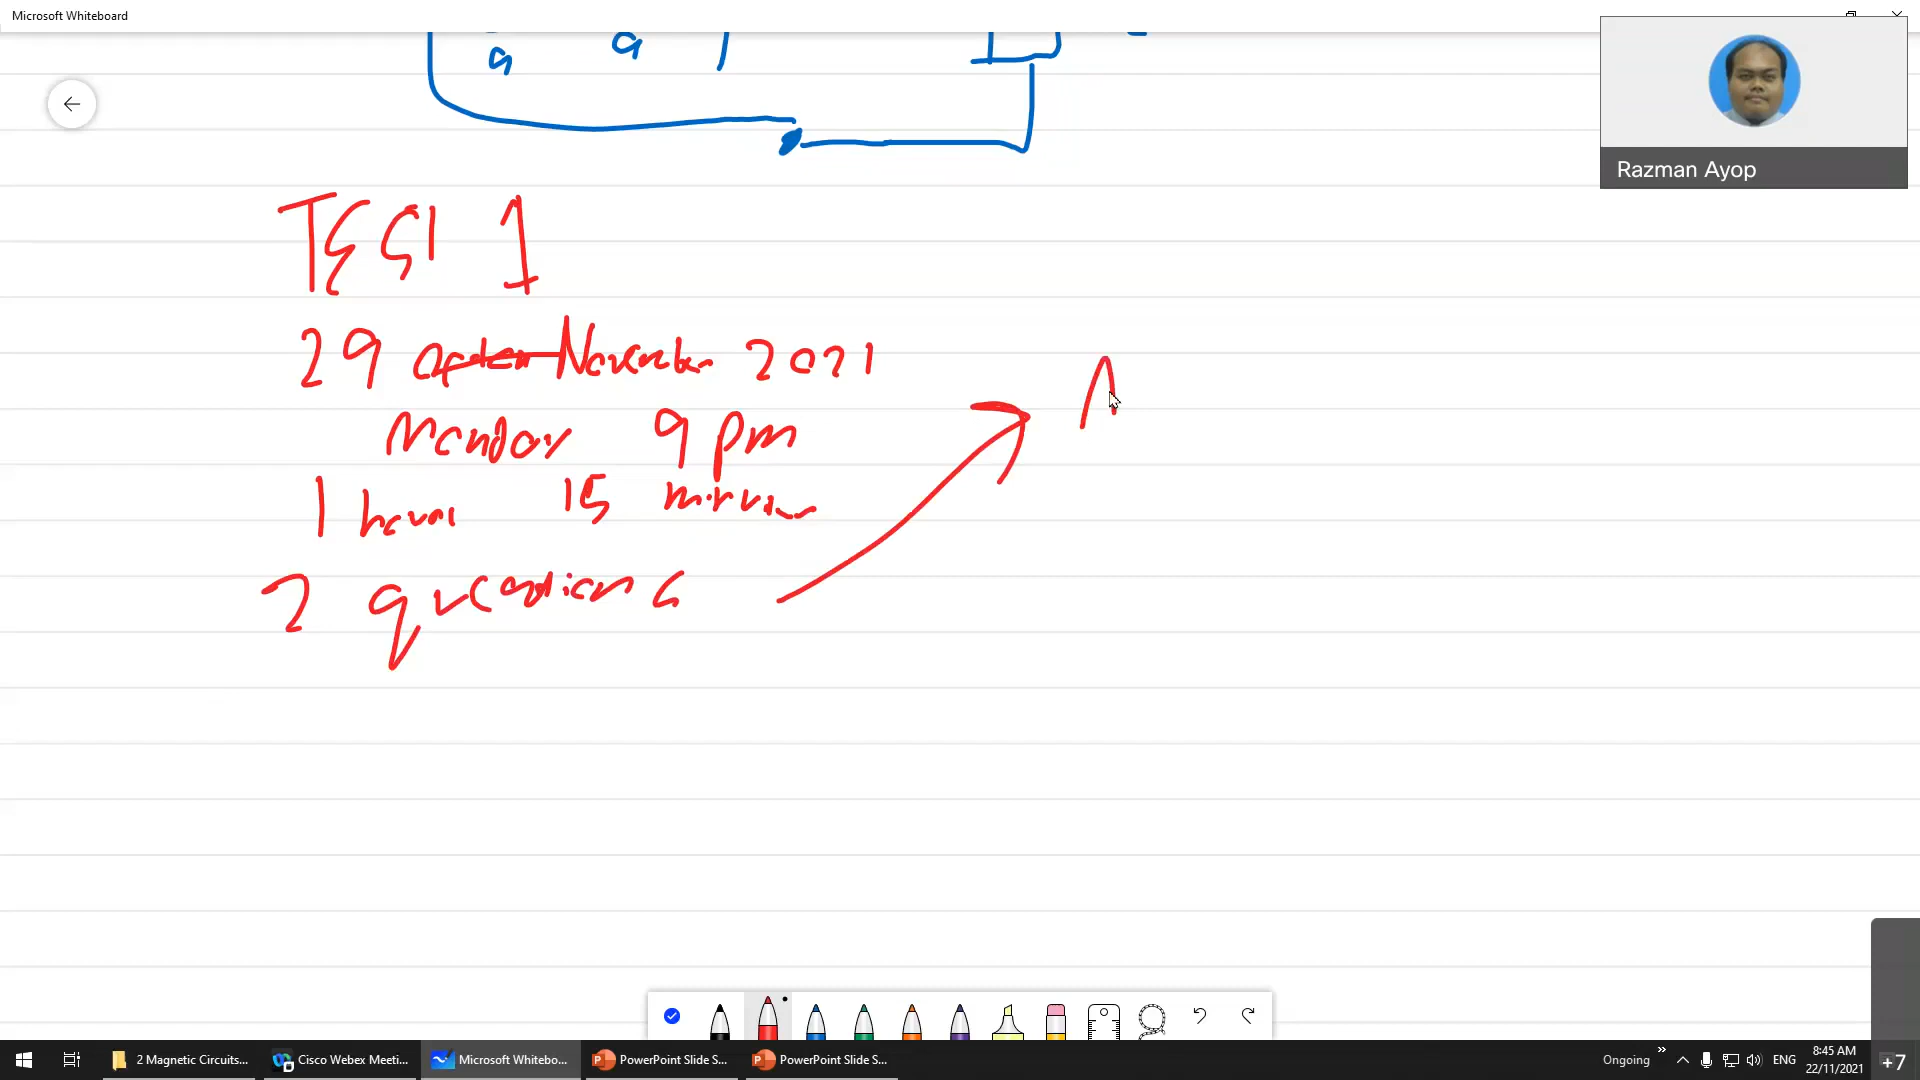 Microsoft Whiteboard
a a
Razman Ayop
TEST 1
29 November 2021
Monday 9 pm
1 hour 15 minutes
2 questions
2 Magnetic Circuits...
Cisco Webex Meeti...
Microsoft Whitebo...
PowerPoint Slide S...
PowerPoint Slide S...
Ongoing
ENG
8:45 AM
22/11/2021
+7